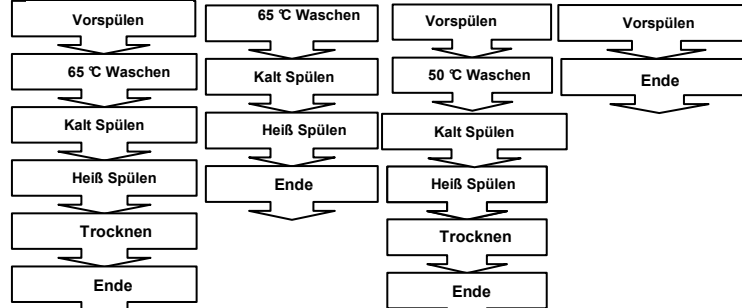 Vorspülen
65 °C Waschen
Kalt Spülen
Heiß Spülen
Trocknen
Ende
65 °C Waschen
Kalt Spülen
Heiß Spülen
Ende
Vorspülen
50 °C Waschen
Kalt Spülen
Heiß Spülen
Trocknen
Ende
Vorspülen
Ende